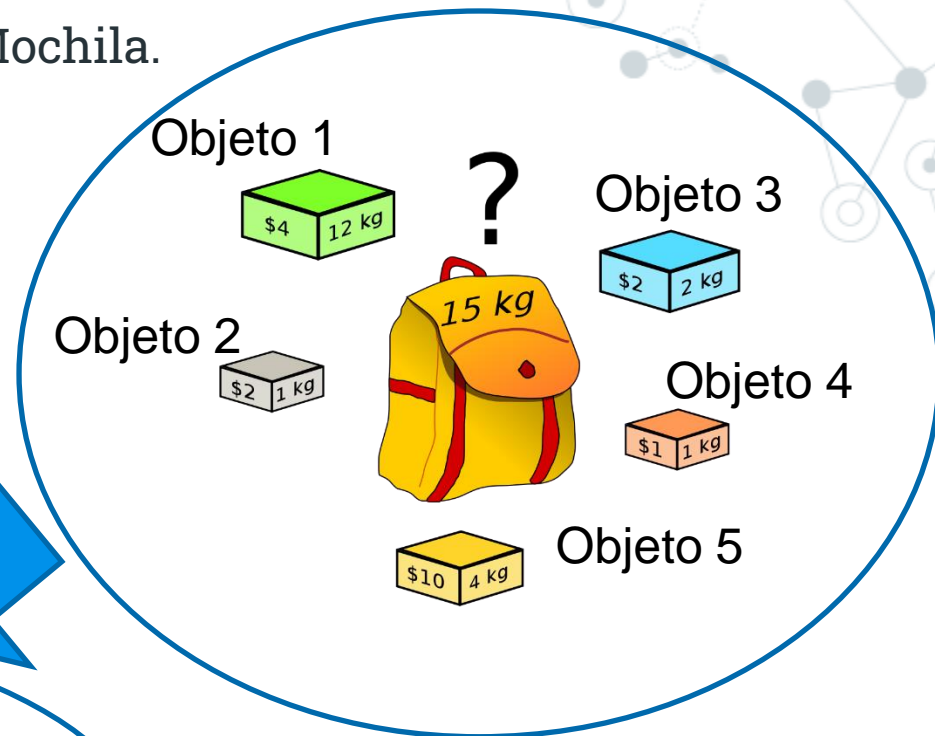 Mochila.
Objeto 1
?
$4 12 kg
Objeto 3
$2 2 kg
15 kg
Objeto 2
$2 1 kg
Objeto 4
$1 1 kg
Objeto 5
$10 4 kg